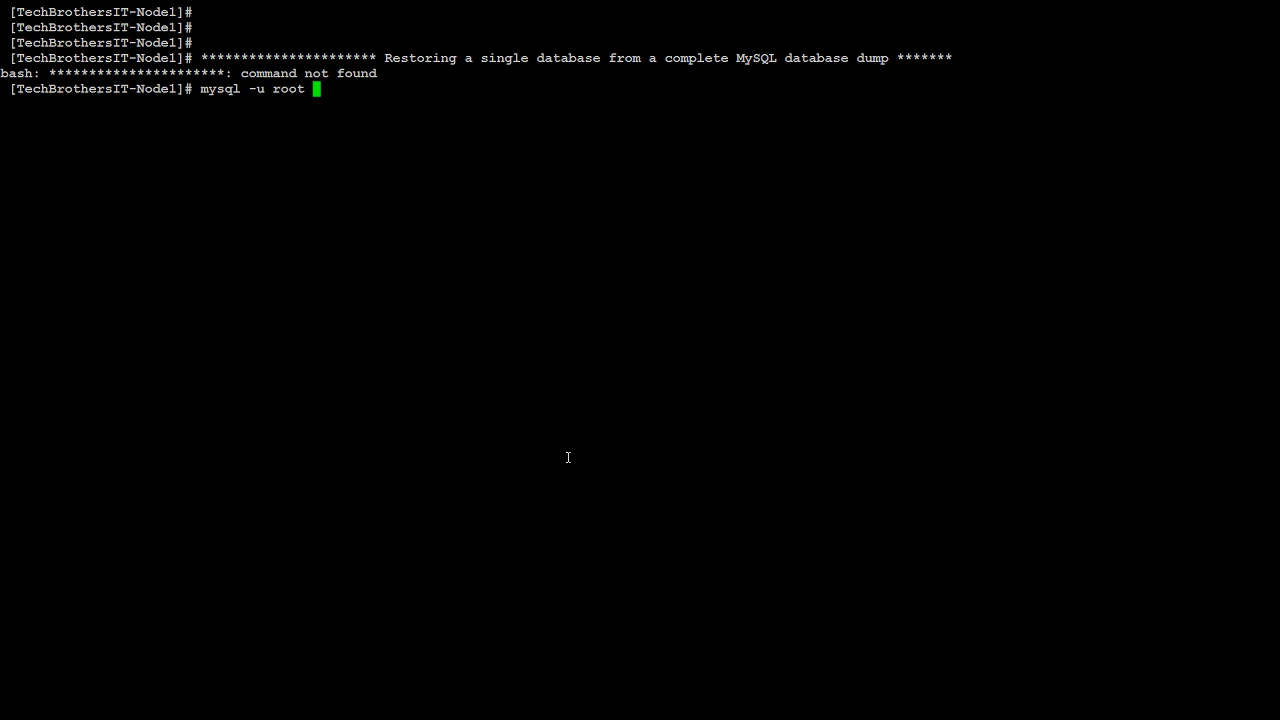 [TechBrothersIT-Node1]#
[TechBrothersIT-Node1]#
[TechBrothersIT-Node1]#
[TechBrothersIT-Node1]# ********************** Restoring a single database from a complete MySQL database dump *******
bash: **********************: command not found
[TechBrothersIT-Node1]# mysql -u root